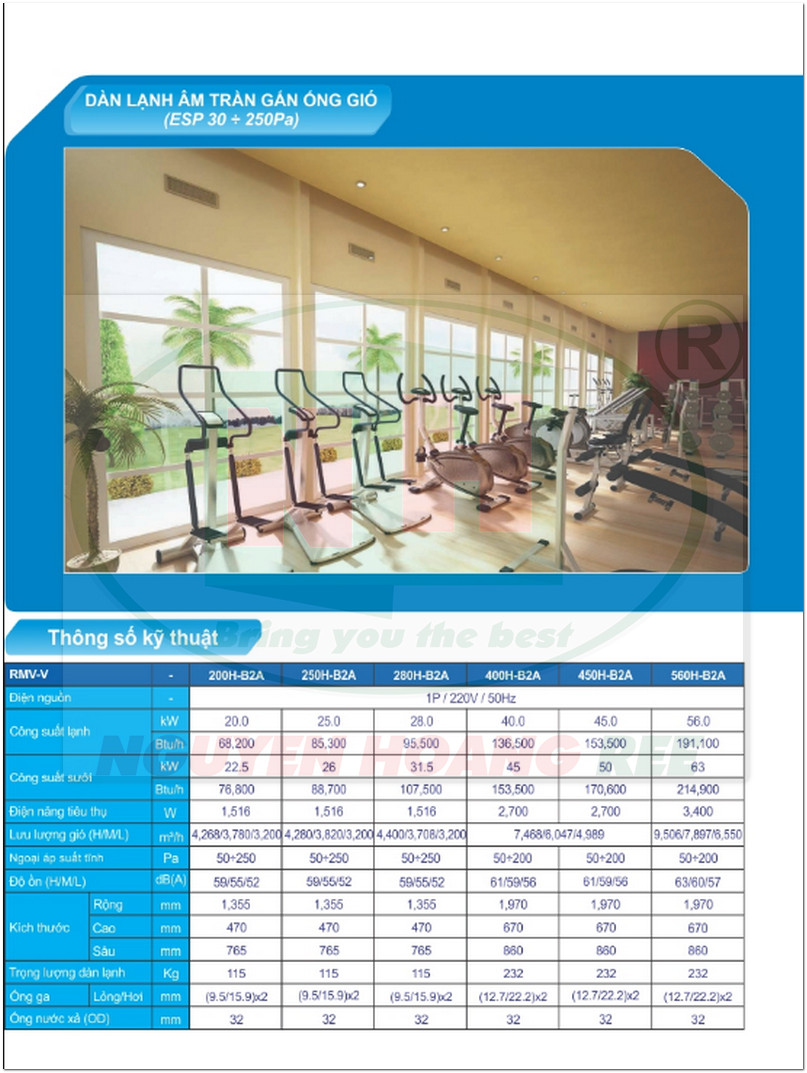 DÀN LẠNH ÂM TRẦN GẮN ỐNG GIÓ
(ESP 30 ÷ 250Pa)
R
Thông số kỹ thuật
Bring you the best
RMV-V - 200H-B2A 250H-B2A 280H-B2A 400H-B2A 450H-B2A 560H-B2A
Điện nguồn - 1P / 220V / 50Hz
Công suất lạnh kW 20.0 25.0 28.0 40.0 45.0 56.0
Btu/h 68,200 85,300 95,500 136,500 153,500 191,100
NGUYEN HOANG REE
Công suất sưởi kW 22.5 26 31.5 45 50 63
Btu/h 76,800 88,700 107,500 153,500 170,600 214,900
Điện năng tiêu thụ W 1,516 1,516 1,516 2,700 2,700 3,400
Lưu lượng gió (H/M/L) m³/h 4,268/3,780/3,200 4,280/3,820/3,200 4,400/3,708/3,200 7,468/6,047/4,989 9,506/7,897/6,550
Ngoại áp suất tĩnh Pa 50÷250 50÷250 50÷250 50÷200 50÷200 50÷200
Độ ồn (H/M/L) dB(A) 59/55/52 59/55/52 59/55/52 61/59/56 61/59/56 63/60/57
Kích thước Rộng mm 1,355 1,355 1,355 1,970 1,970 1,970
Cao mm 470 470 470 670 670 670
Sâu mm 765 765 765 860 860 860
Trọng lượng dàn lạnh Kg 115 115 115 232 232 232
Ống ga Lỏng/Hơi mm (9.5/15.9)x2 (9.5/15.9)x2 (9.5/15.9)x2 (12.7/22.2)x2 (12.7/22.2)x2 (12.7/22.2)x2
Ống nước xả (OD) mm 32 32 32 32 32 32